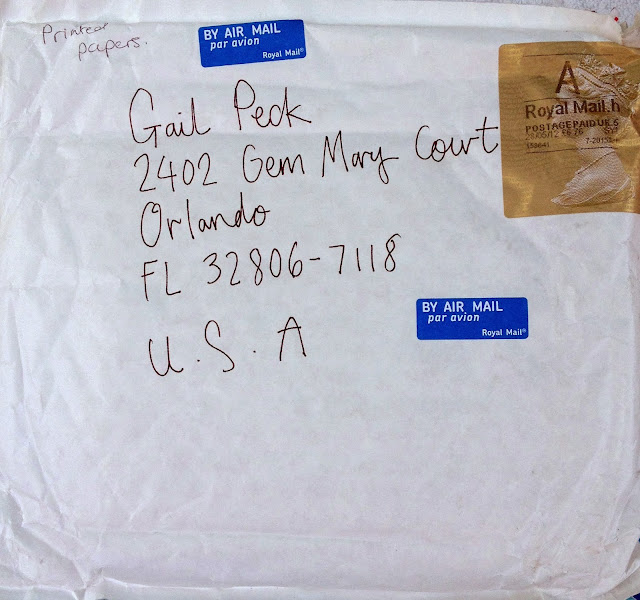 Printed
papers.
BY AIR MAIL
par avion
Royal Mail®
A
Royal Mail.h
POSTAGE PAID UK
Gail Peck
2402 Gem Mary Court
Orlando
FL 32806-7118
BY AIR MAIL
par avion
Royal Mail®
U.S.A